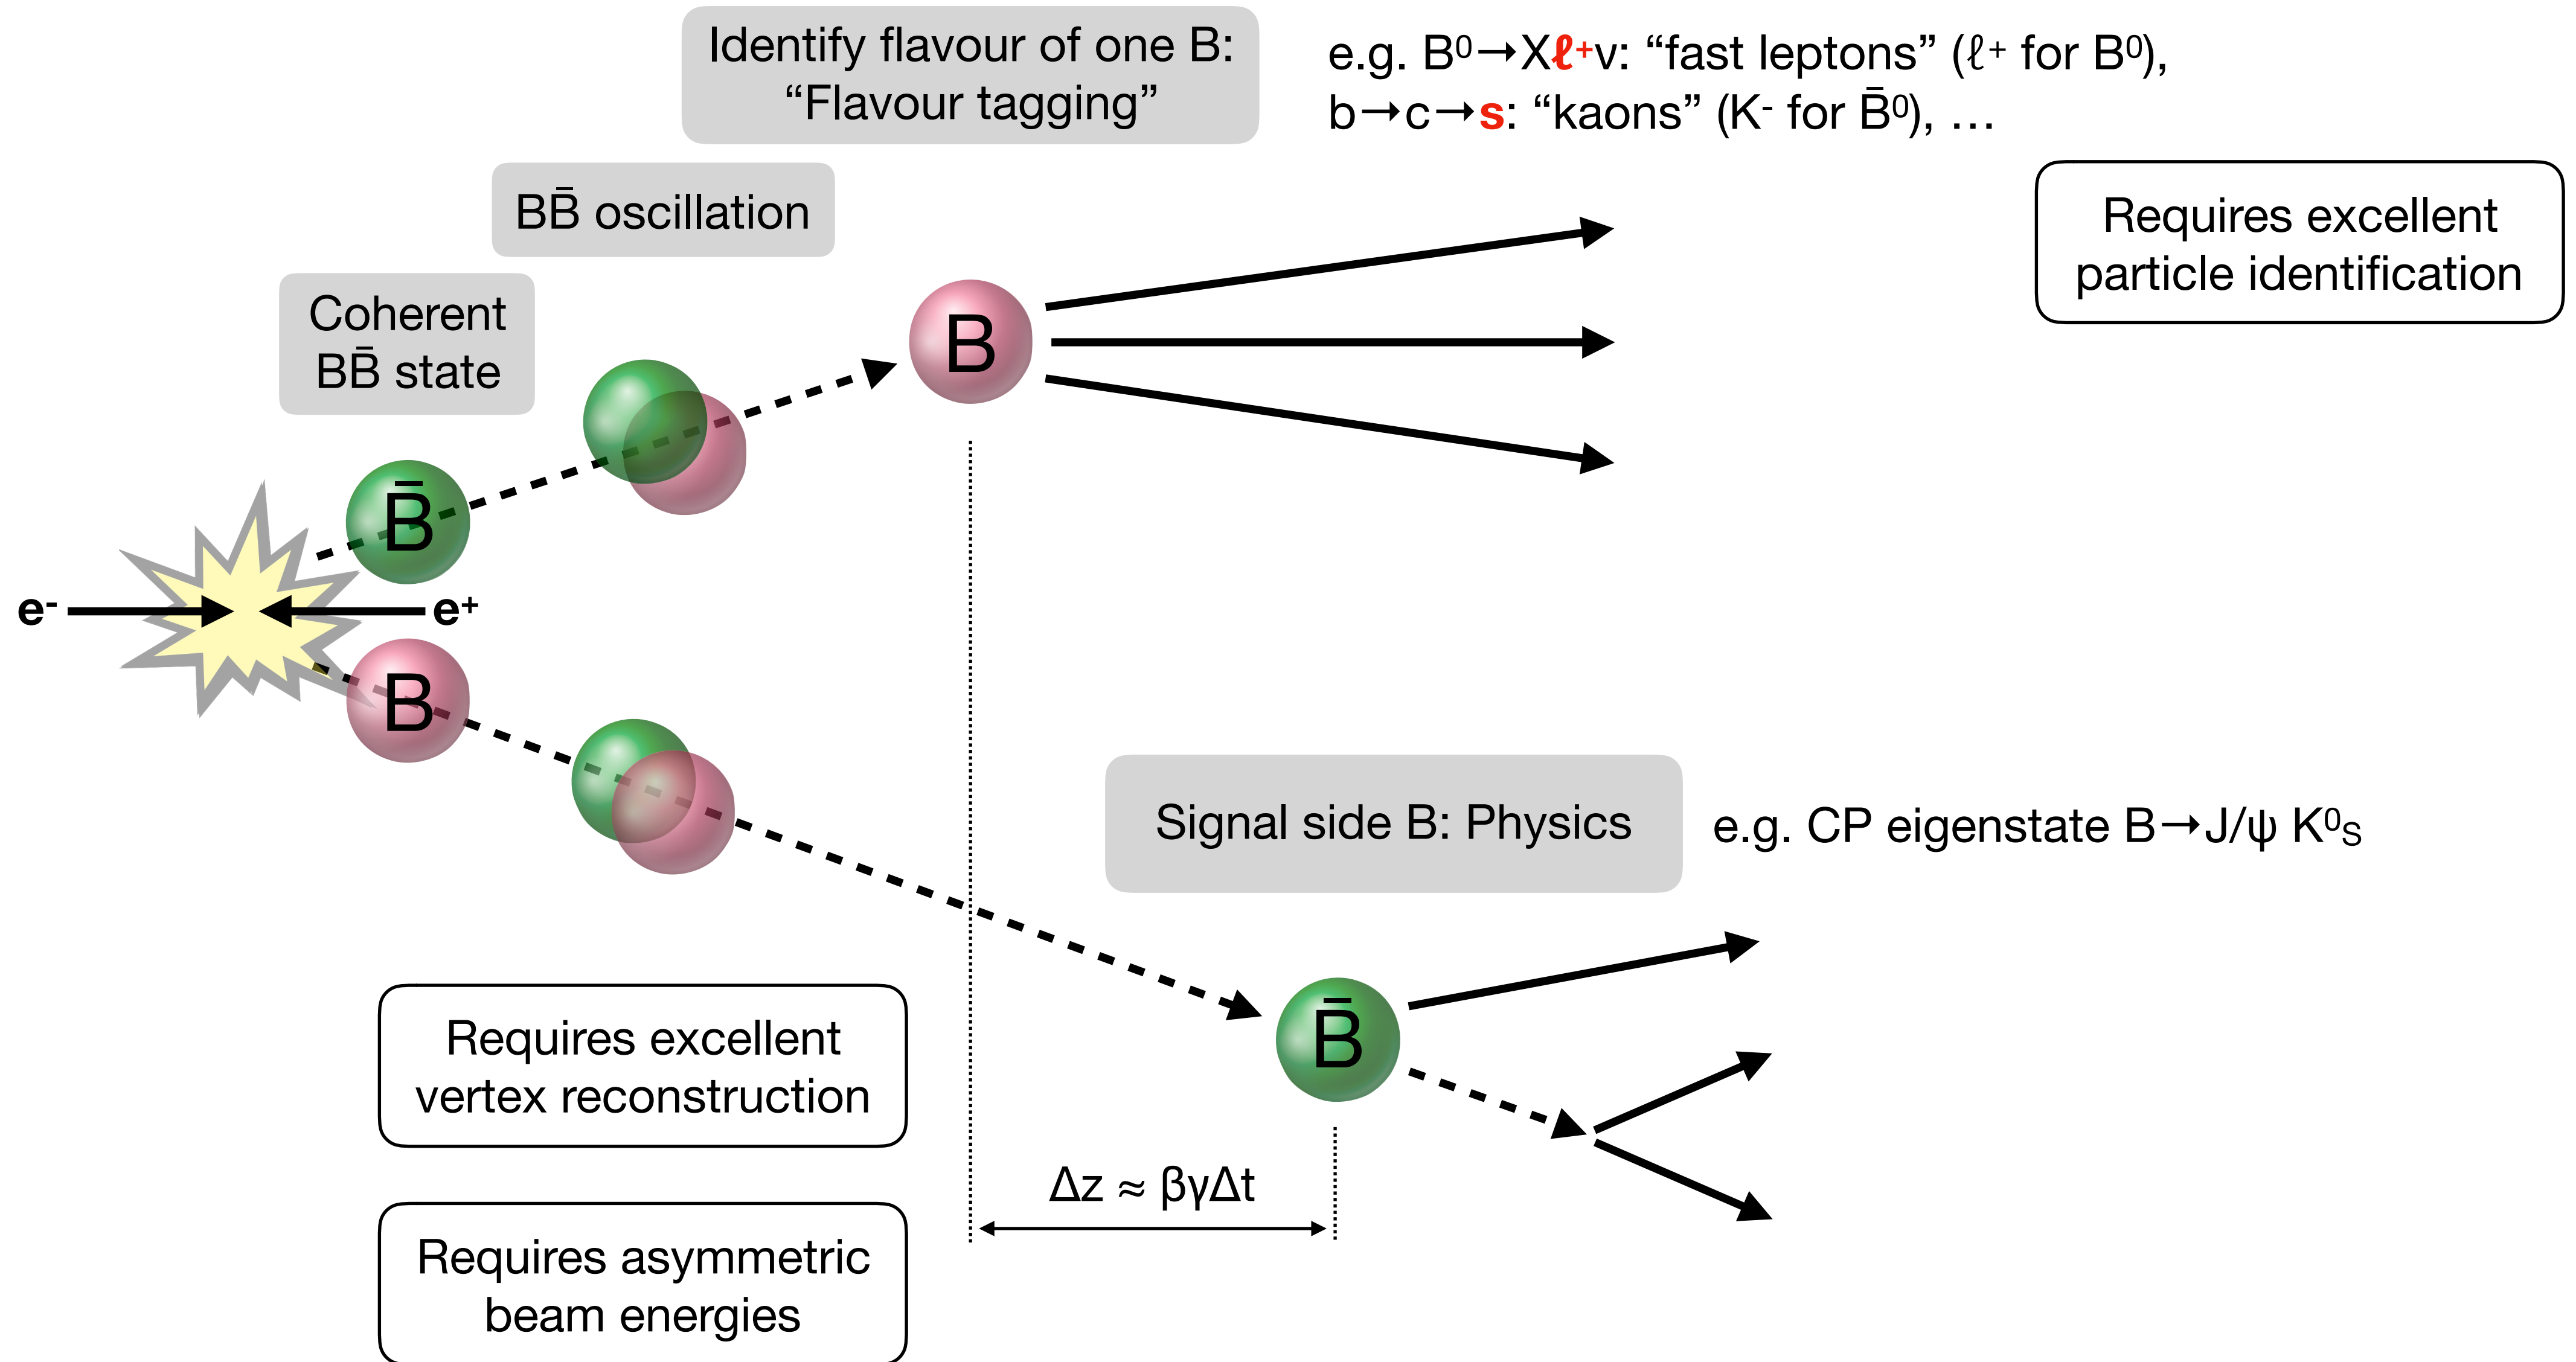 Identify flavour of one B:
“Flavour tagging”
e.g. B⁰→Xℓ⁺ν: “fast leptons” (ℓ⁺ for B⁰),
b→c→s: “kaons” (K⁻ for B̄⁰), …
BB̄ oscillation
Requires excellent
particle identification
Coherent
BB̄ state
B
B̄
e⁻
e⁺
B
Signal side B: Physics
e.g. CP eigenstate B→J/ψ K⁰S
B̄
Requires excellent
vertex reconstruction
Δz ≈ βγΔt
Requires asymmetric
beam energies